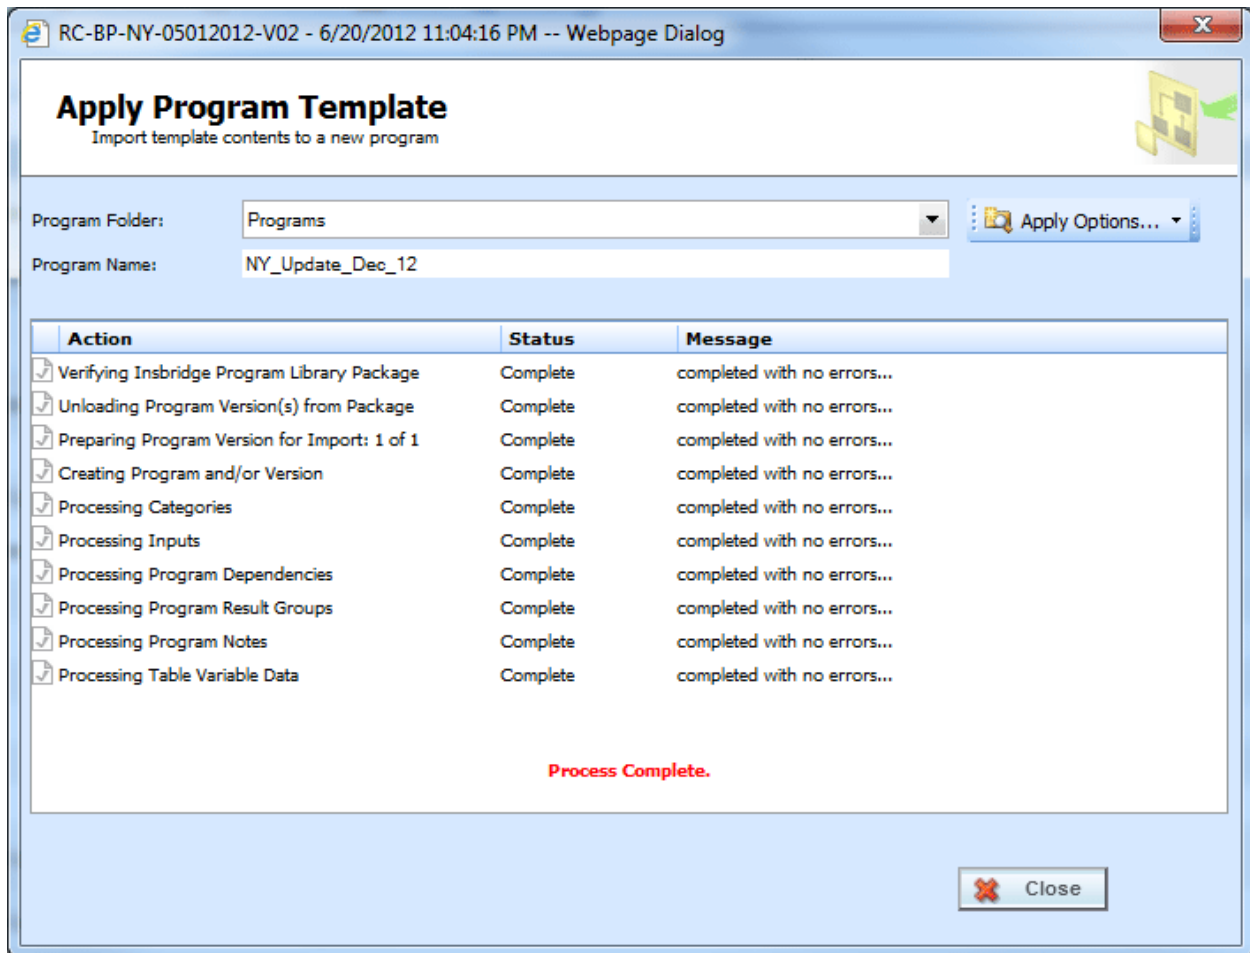 RC-BP-NY-05012012-V02 - 6/20/2012 11:04:16 PM -- Webpage Dialog
X
Apply Program Template
Import template contents to a new program
Program Folder: Programs Apply Options...
Program Name: NY_Update_Dec_12
Action Status Message
Verifying Insbridge Program Library Package Complete completed with no errors...
Unloading Program Version(s) from Package Complete completed with no errors...
Preparing Program Version for Import: 1 of 1 Complete completed with no errors...
Creating Program and/or Version Complete completed with no errors...
Processing Categories Complete completed with no errors...
Processing Inputs Complete completed with no errors...
Processing Program Dependencies Complete completed with no errors...
Processing Program Result Groups Complete completed with no errors...
Processing Program Notes Complete completed with no errors...
Processing Table Variable Data Complete completed with no errors...
Process Complete.
Close